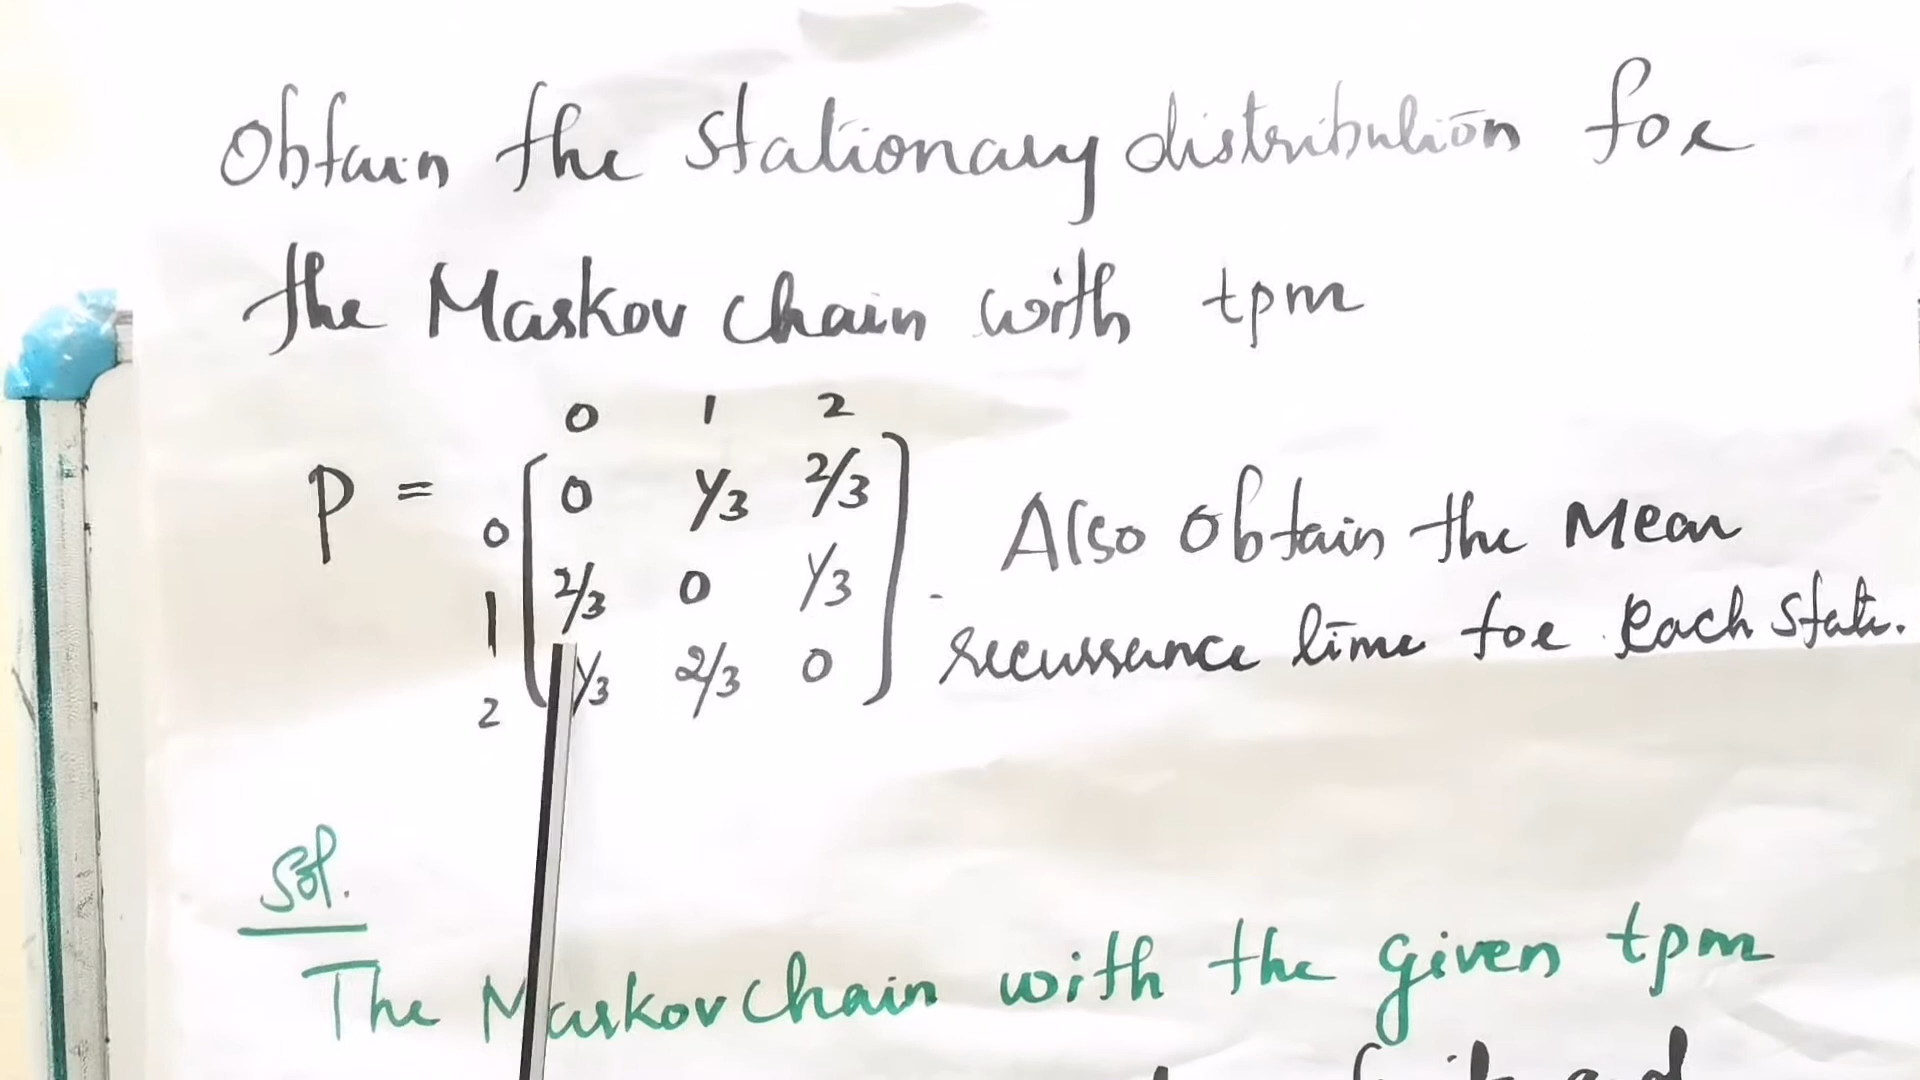 Obtain the stationary distribution for
the Markov chain with tpm
0 1 2
P = 0 [ 0 1/3 2/3 ] . Also obtain the mean
1 [ 2/3 0 1/3 ] recurrence time for each state.
2 [ 1/3 2/3 0 ]
Sol.
The Markov chain with the given tpm